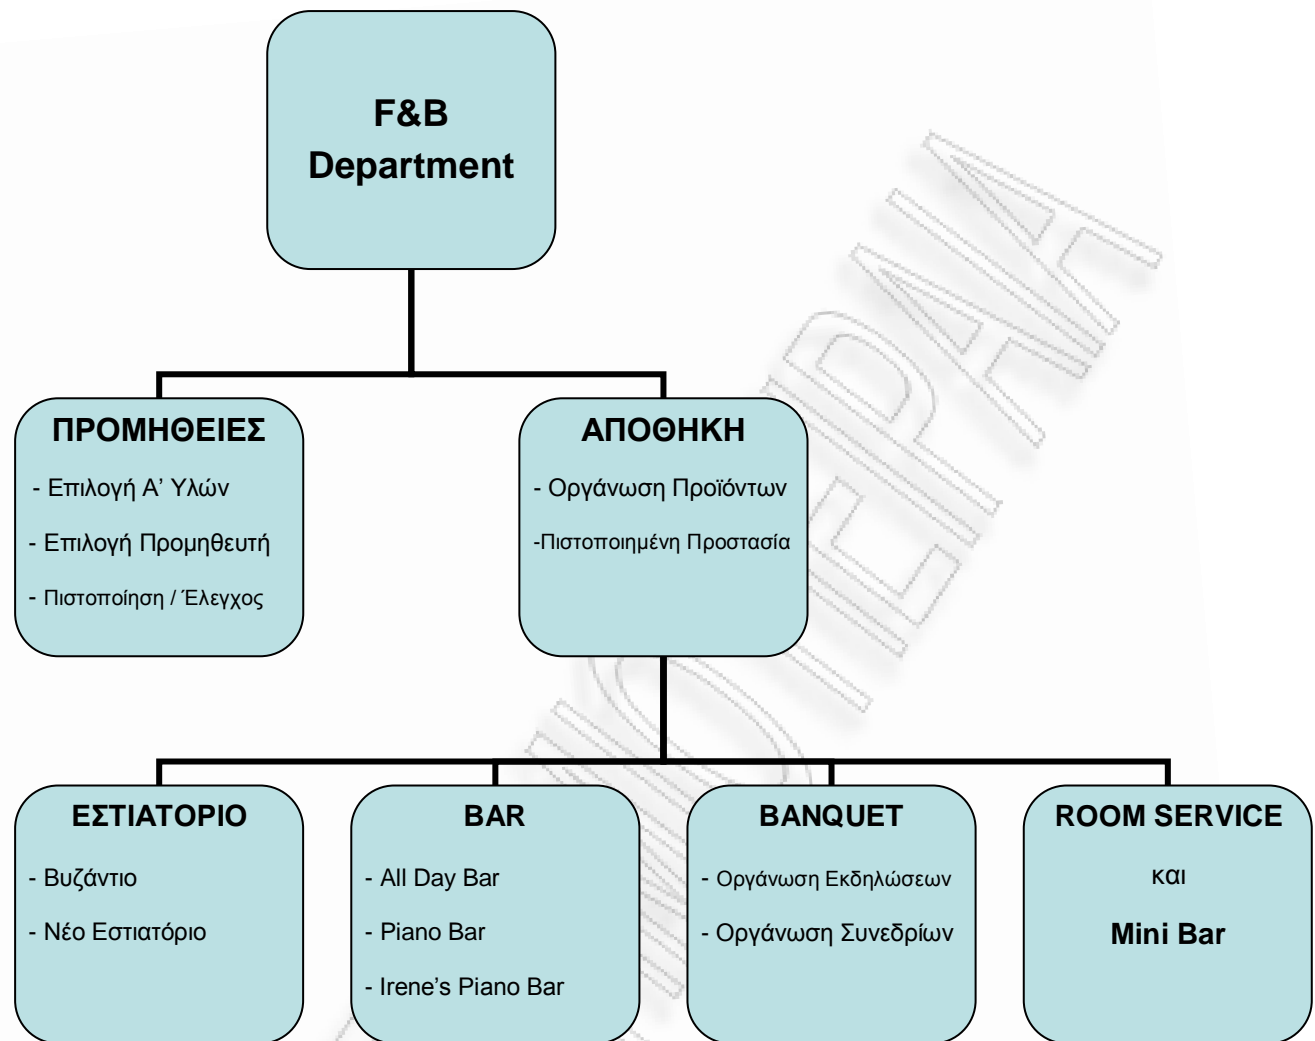 F&B
Department
ΠΡΟΜΗΘΕΙΕΣ
- Επιλογή Α' Υλών
- Επιλογή Προμηθευτή
- Πιστοποίηση / Έλεγχος
ΑΠΟΘΗΚΗ
- Οργάνωση Προϊόντων
-Πιστοποιημένη Προστασία
ΕΣΤΙΑΤΟΡΙΟ
- Βυζάντιο
- Νέο Εστιατόριο
BAR
- All Day Bar
- Piano Bar
- Irene's Piano Bar
BANQUET
- Οργάνωση Εκδηλώσεων
- Οργάνωση Συνεδρίων
ROOM SERVICE
και
Mini Bar